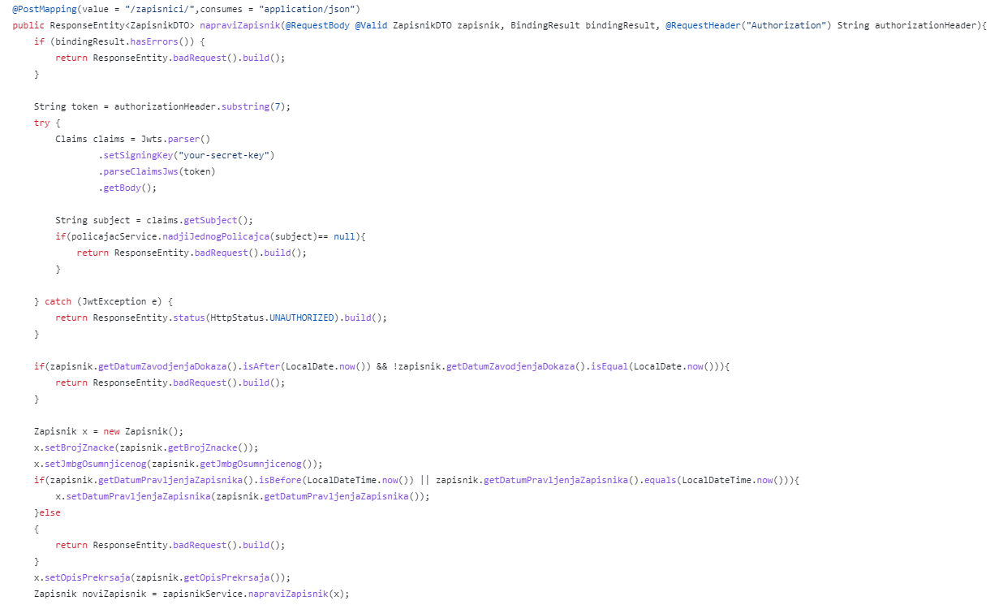 @PostMapping(value = "/zapisnici/",consumes = "application/json")
public ResponseEntity<ZapisnikDTO> napraviZapisnik(@RequestBody @Valid ZapisnikDTO zapisnik, BindingResult bindingResult, @RequestHeader("Authorization") String authorizationHeader){
    if (bindingResult.hasErrors()) {
        return ResponseEntity.badRequest().build();
    }

    String token = authorizationHeader.substring(7);
    try {
        Claims claims = Jwts.parser()
                .setSigningKey("your-secret-key")
                .parseClaimsJws(token)
                .getBody();

        String subject = claims.getSubject();
        if(policajacService.nadjiJednogPolicajca(subject)== null){
            return ResponseEntity.badRequest().build();
        }

    } catch (JwtException e) {
        return ResponseEntity.status(HttpStatus.UNAUTHORIZED).build();
    }

    if(zapisnik.getDatumZavodjenjaDokaza().isAfter(LocalDate.now()) && !zapisnik.getDatumZavodjenjaDokaza().isEqual(LocalDate.now())){
        return ResponseEntity.badRequest().build();
    }

    Zapisnik x = new Zapisnik();
    x.setBrojZnacke(zapisnik.getBrojZnacke());
    x.setJmbgOsumnjicenog(zapisnik.getJmbgOsumnjicenog());
    if(zapisnik.getDatumPravljenjaZapisnika().isBefore(LocalDateTime.now()) || zapisnik.getDatumPravljenjaZapisnika().equals(LocalDateTime.now())){
        x.setDatumPravljenjaZapisnika(zapisnik.getDatumPravljenjaZapisnika());
    }else
    {
        return ResponseEntity.badRequest().build();
    }
    x.setOpisPrekrsaja(zapisnik.getOpisPrekrsaja());
    Zapisnik noviZapisnik = zapisnikService.napraviZapisnik(x);